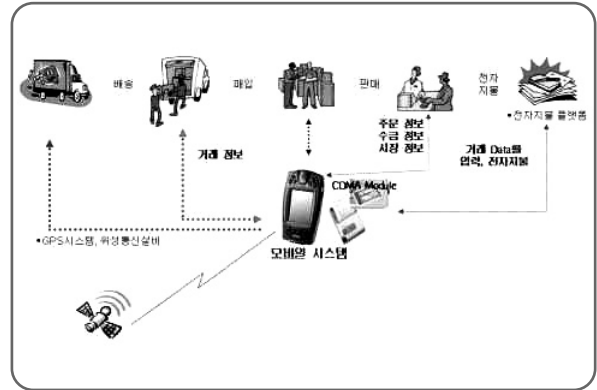 배송
매입
판매
전자
지불
•전자지불 플랫폼
주문 정보
수금 정보
시장 정보
거래 정보
거래 Data를
입력, 전자지불
CDMA Module
•GPS시스템, 위성통신설비
모바일 시스템